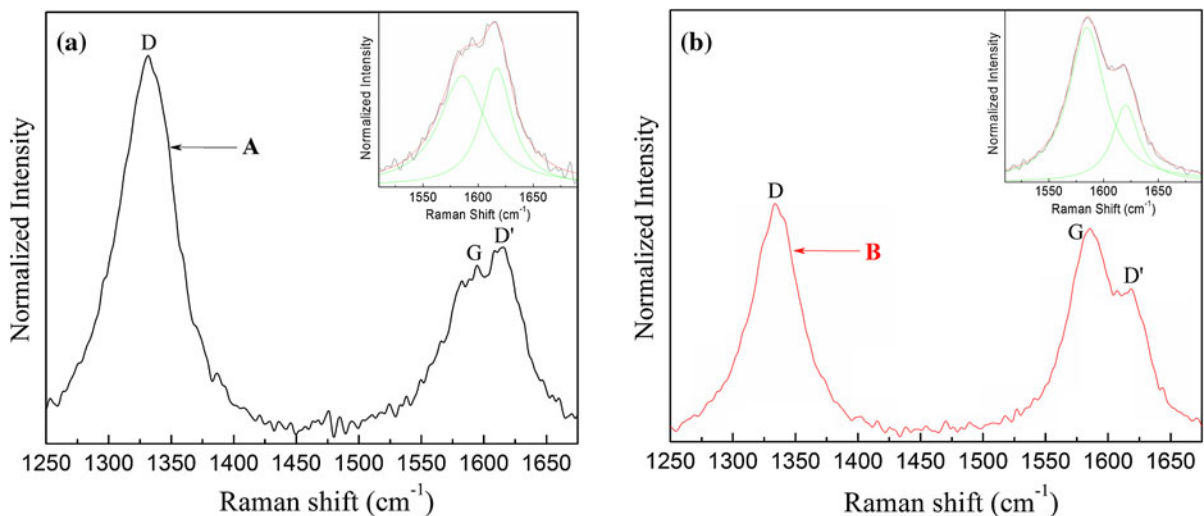 (a)
D
A
G
D'
Normalized Intensity
1250 1300 1350 1400 1450 1500 1550 1600 1650
Raman shift (cm⁻¹)
Normalized Intensity
1550 1600 1650
Raman Shift (cm⁻¹)
(b)
D
B
G
D'
Normalized Intensity
1250 1300 1350 1400 1450 1500 1550 1600 1650
Raman shift (cm⁻¹)
Normalized Intensity
1550 1600 1650
Raman Shift (cm⁻¹)